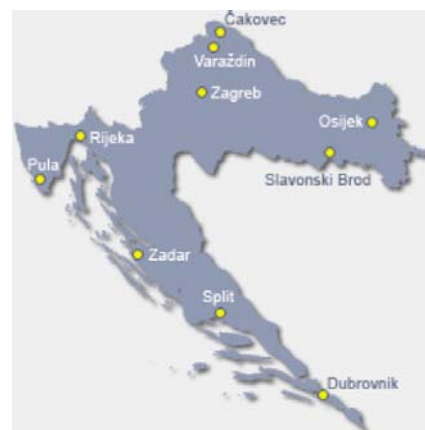 Čakovec
Varaždin
Zagreb
Osijek
Rijeka
Slavonski Brod
Pula
Zadar
Split
Dubrovnik